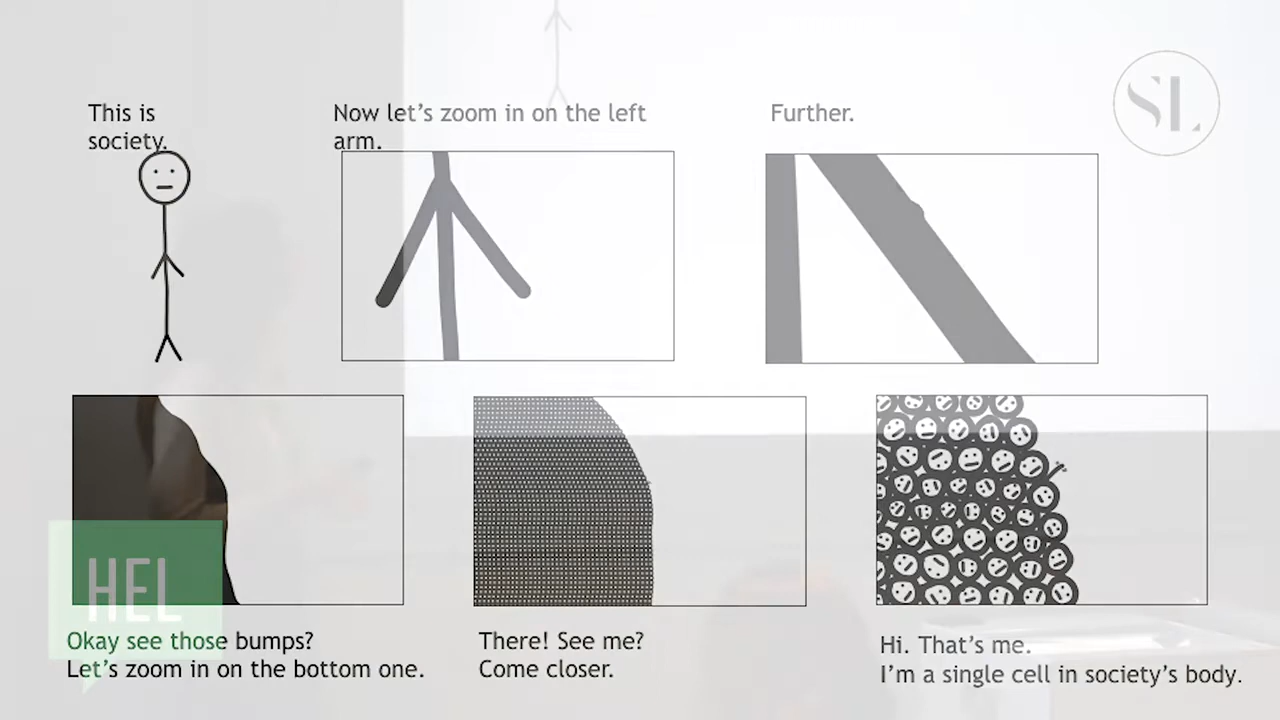 This is
society.
Now let's zoom in on the left
arm.
Further.
SL
Okay see those bumps?
Let's zoom in on the bottom one.
There! See me?
Come closer.
Hi. That's me.
I'm a single cell in society's body.
HEL